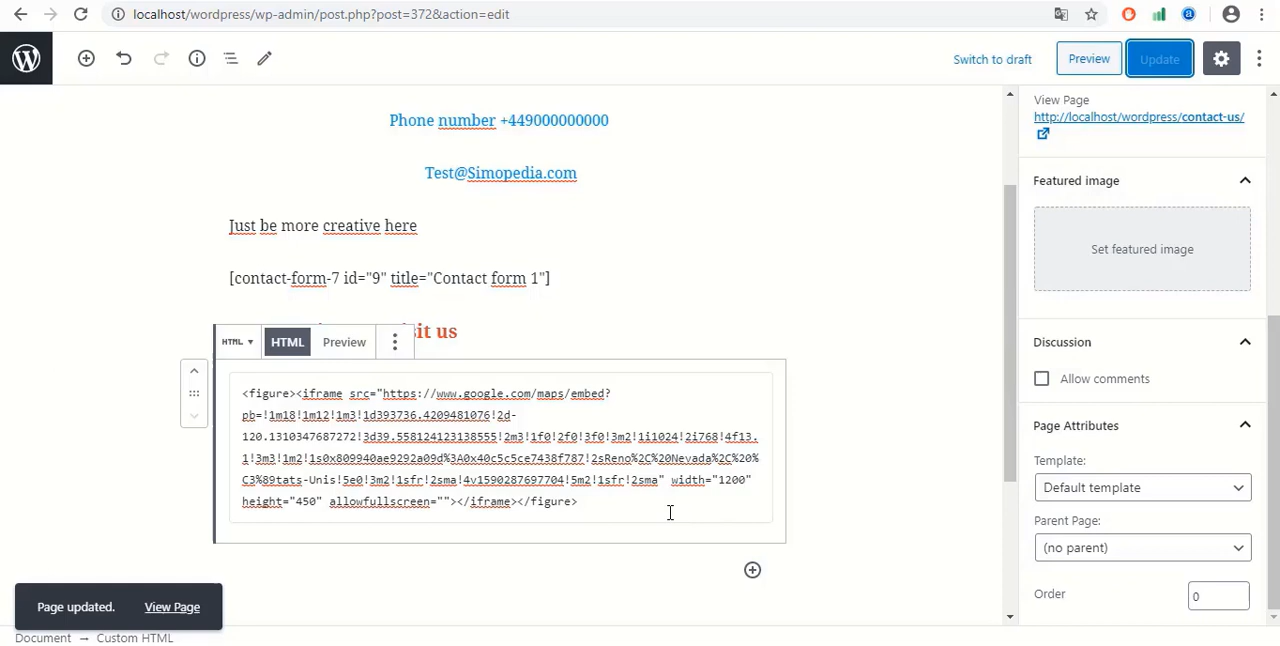 localhost/wordpress/wp-admin/post.php?post=372&action=edit
Switch to draft
Preview
Update
Phone number +449000000000
Test@Simopedia.com
Just be more creative here
[contact-form-7 id="9" title="Contact form 1"]
sit us
HTML
HTML
Preview
<figure><iframe src="https://www.google.com/maps/embed?
pb=!1m18!1m12!1m3!1d393736.4209481076!2d-
120.1310347687272!3d39.558124123138555!2m3!1f0!2f0!3f0!3m2!1i1024!2i768!4f13.
1!3m3!1m2!1s0x809940ae9292a09d%3A0x40c5c5ce7438f787!2sReno%2C%20Nevada%2C%20%
C3%89tats-Unis!5e0!3m2!1sfr!2sma!4v1590287697704!5m2!1sfr!2sma" width="1200"
height="450" allowfullscreen=""></iframe></figure>
View Page
http://localhost/wordpress/contact-us/
Featured image
Set featured image
Discussion
Allow comments
Page Attributes
Template:
Default template
Parent Page:
(no parent)
Order
0
Page updated.
View Page
Document → Custom HTML